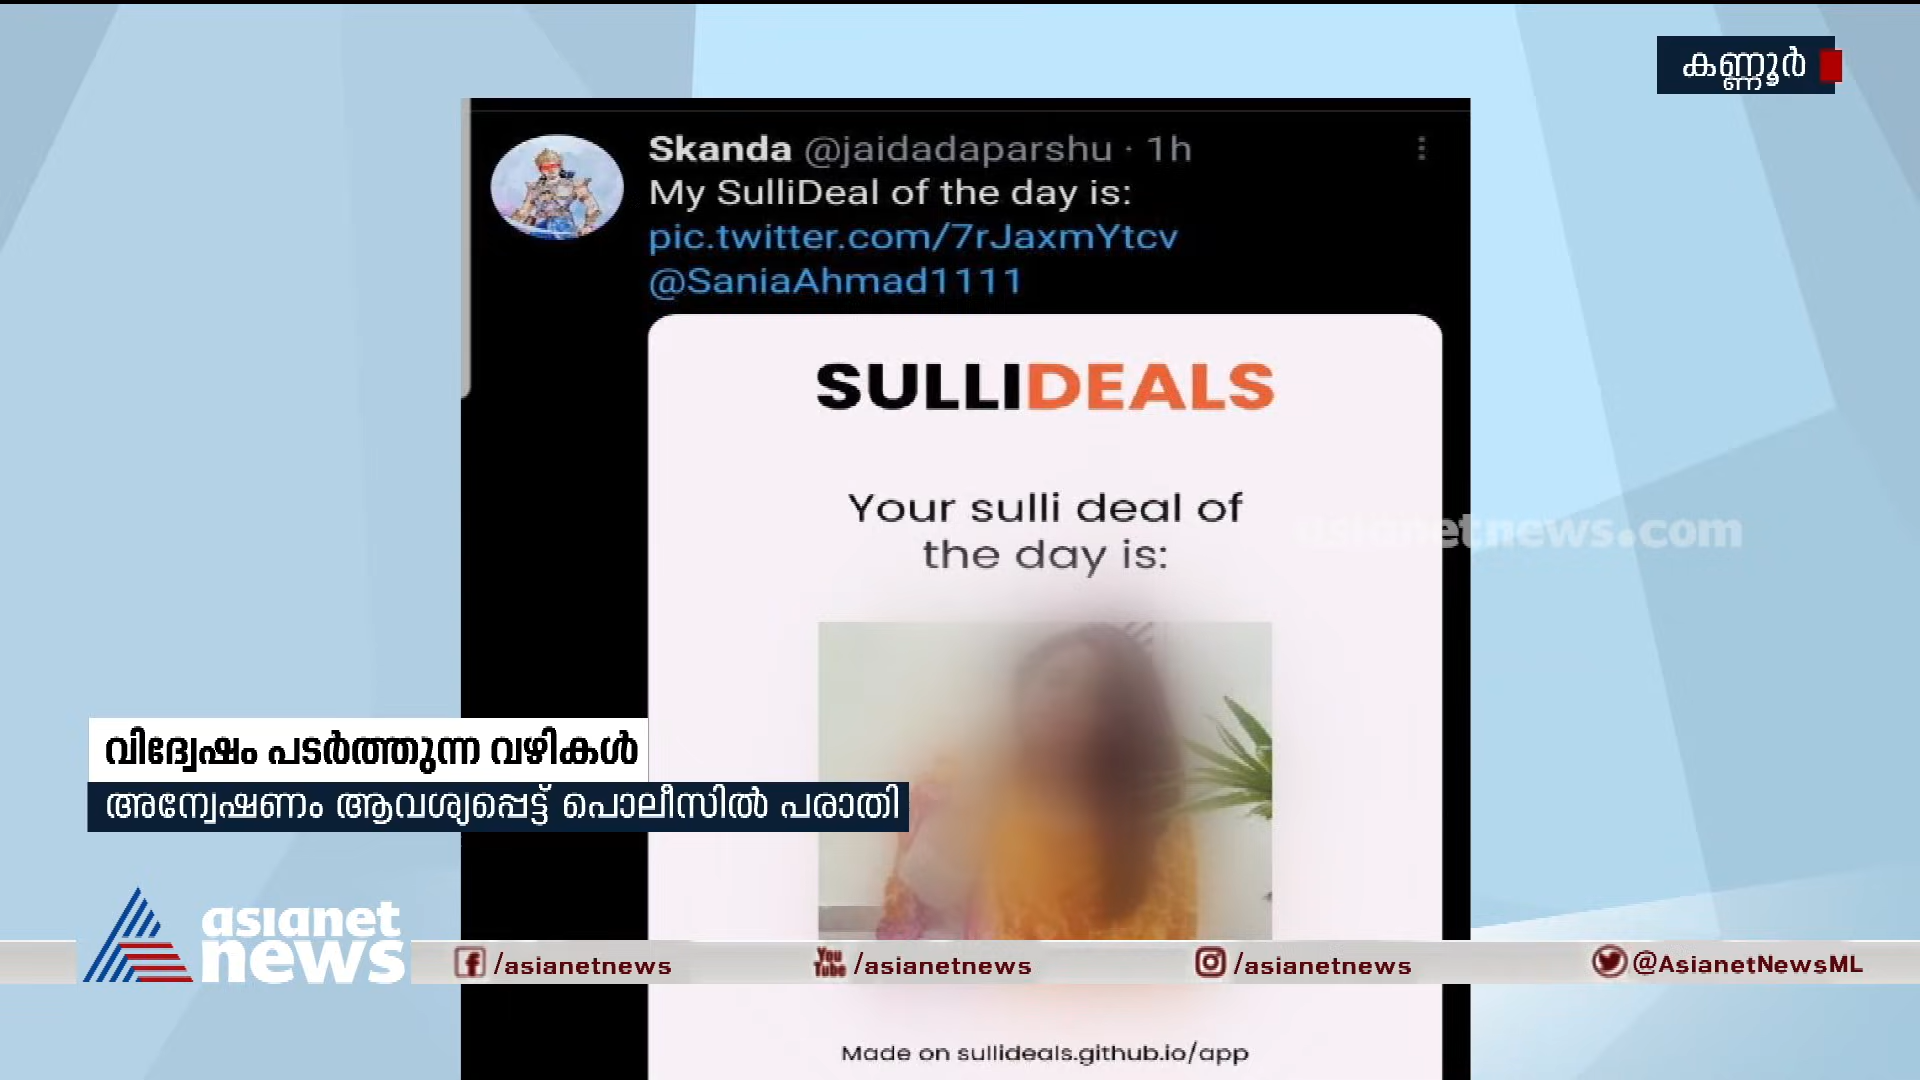 കണ്ണൂർ
Skanda @jaidadaparshu · 1h
My SulliDeal of the day is:
pic.twitter.com/7rJaxmYtcv
@SaniaAhmad1111
SULLIDEALS
Your sulli deal of
the day is:
asianetnews.com
വിദ്വേഷം പടർത്തുന്ന വഴികൾ
അന്വേഷണം ആവശ്യപ്പെട്ട് പൊലീസിൽ പരാതി
asianet
news
/asianetnews
You
Tube /asianetnews
/asianetnews
@AsianetNewsML
Made on sullideals.github.io/app